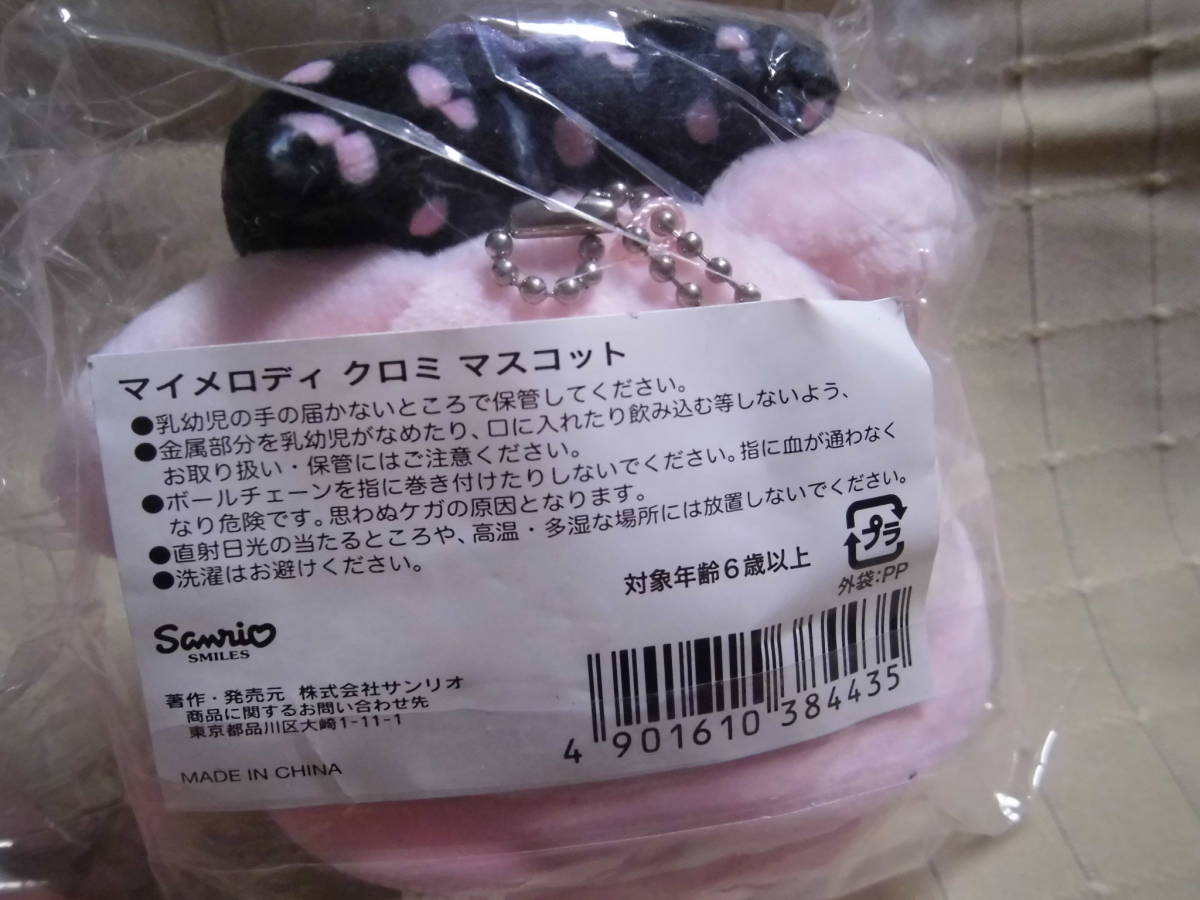 マイメロディ クロミ マスコット
●乳幼児の手の届かないところで保管してください。
●金属部分を乳幼児がなめたり、口に入れたり飲み込む等しないよう、
お取り扱い・保管にはご注意ください。
●ボールチェーンを指に巻き付けたりしないでください。指に血が通わなく
なり危険です。思わぬケガの原因となります。
●直射日光の当たるところや、高温・多湿な場所には放置しないでください。
●洗濯はお避けください。
対象年齢6歳以上
プラ
外袋:PP
Sanrio
SMILES
著作・発売元 株式会社サンリオ
商品に関するお問い合わせ先
東京都品川区大崎1-11-1
MADE IN CHINA
4 901610 384435